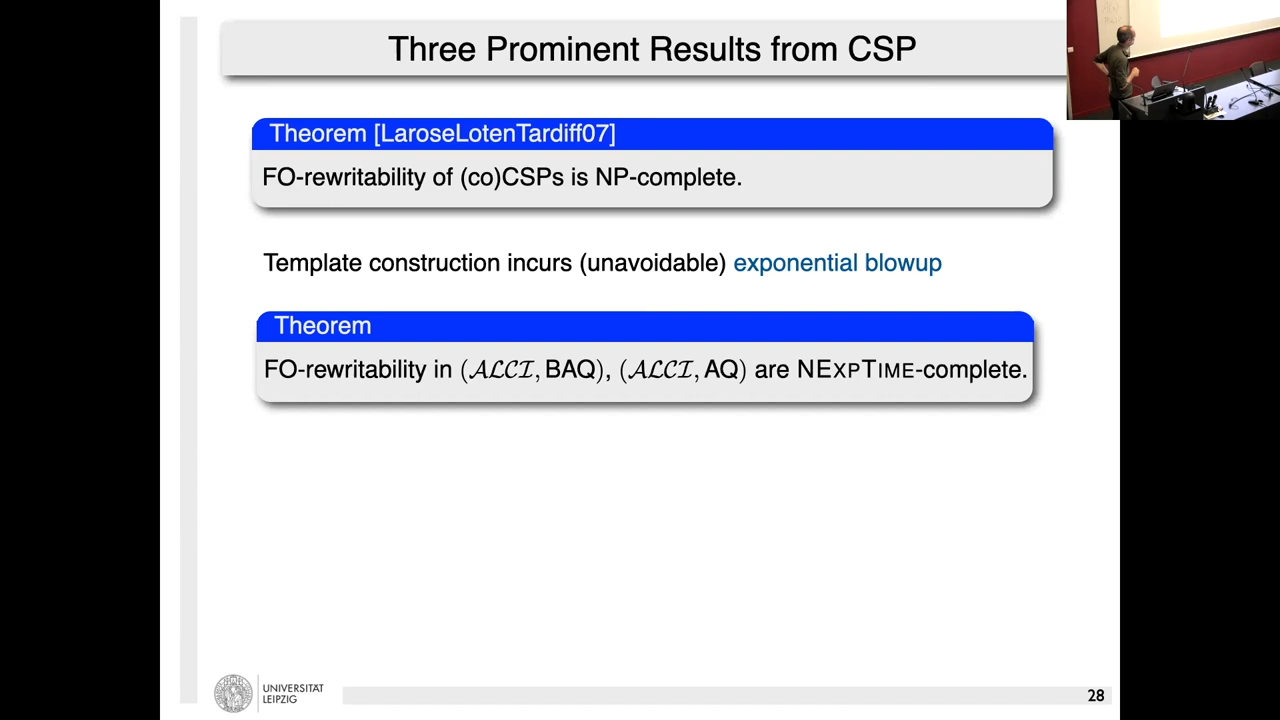 Three Prominent Results from CSP
Theorem [LaroseLotenTardiff07]
FO-rewritability of (co)CSPs is NP-complete.
Template construction incurs (unavoidable) exponential blowup
Theorem
FO-rewritability in (𝒜ℒ𝒞ℐ, BAQ), (𝒜ℒ𝒞ℐ, AQ) are NEXPTIME-complete.
UNIVERSITÄT
LEIPZIG
28